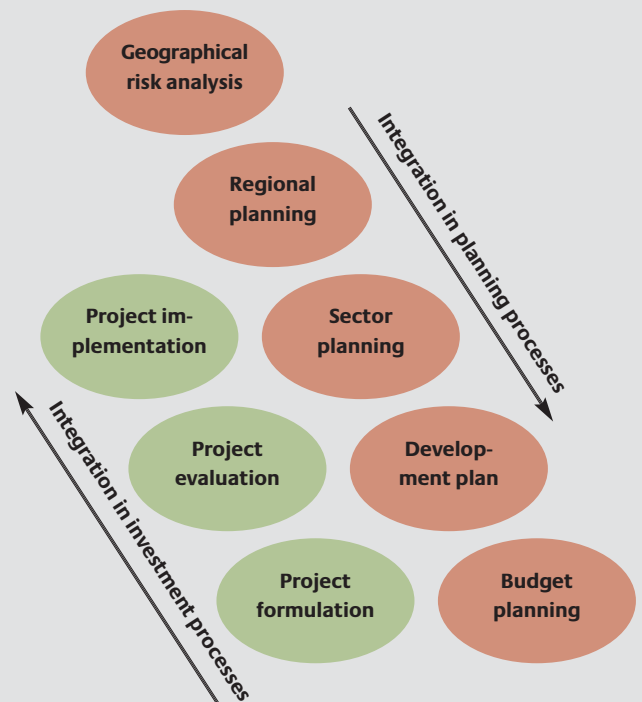 Geographical
risk analysis
Integration in planning processes
Regional
planning
Project im-
plementation
Sector
planning
Integration in investment processes
Project
evaluation
Develop-
ment plan
Project
formulation
Budget
planning